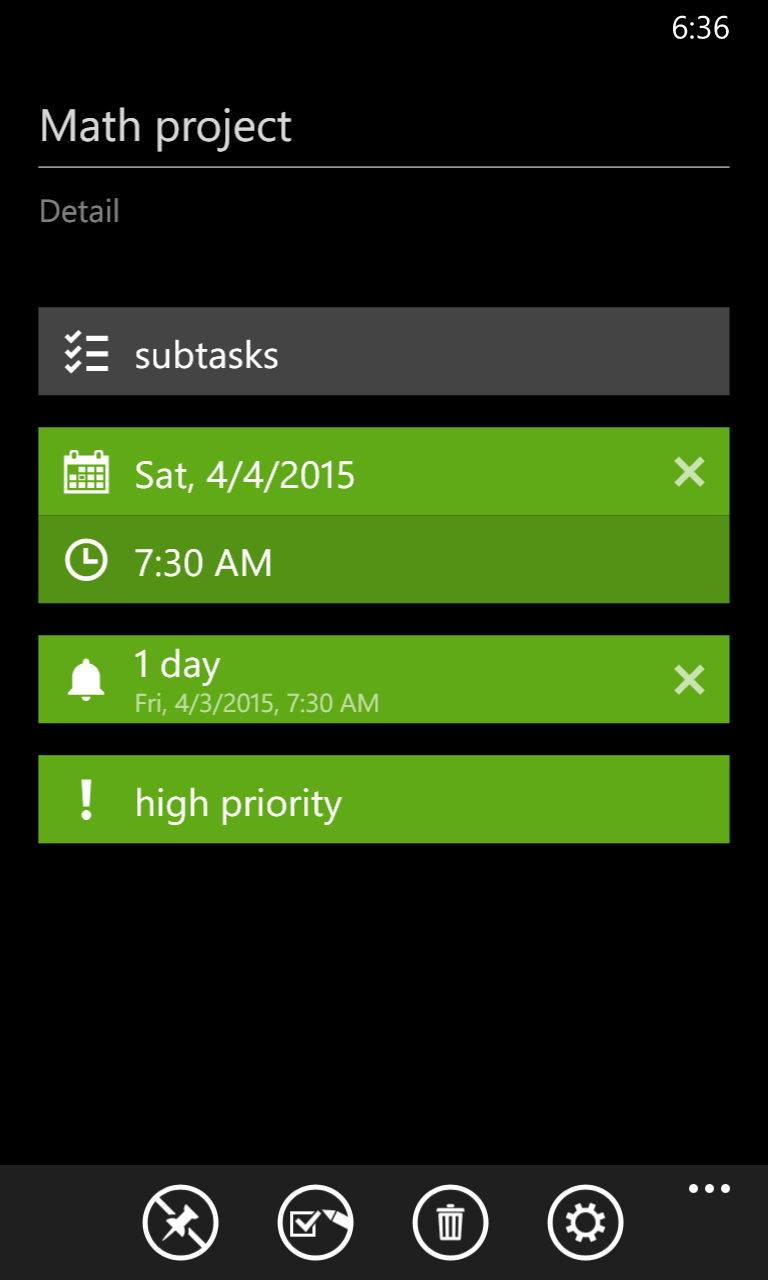 6:36
Math project
Detail
subtasks
Sat, 4/4/2015
7:30 AM
1 day
Fri, 4/3/2015, 7:30 AM
high priority